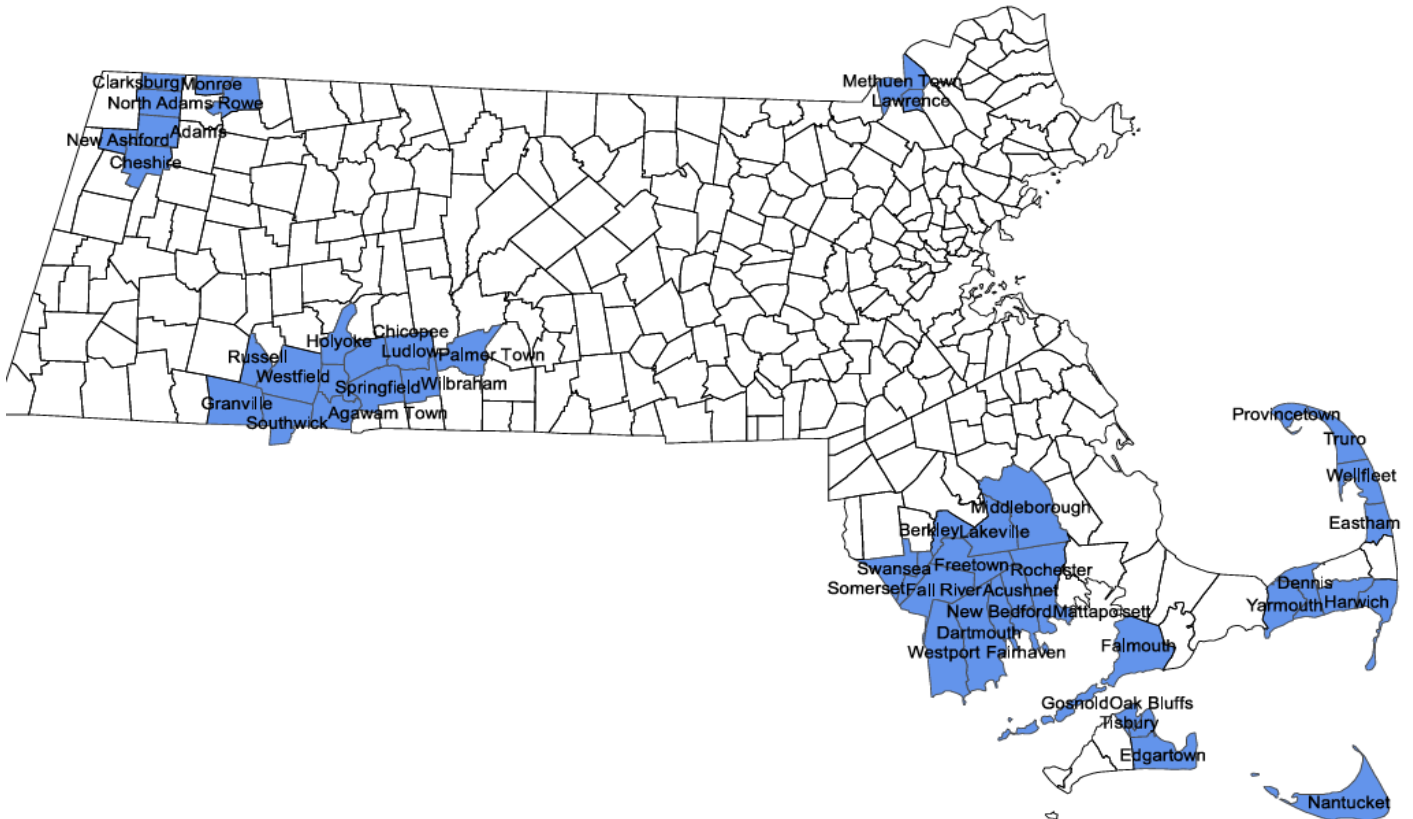 Clarksburg
Monroe
North Adams
Rowe
Adams
New Ashford
Cheshire
Methuen Town
Lawrence
Holyoke
Chicopee
Ludlow
Palmer Town
Russell
Westfield
Springfield
Wilbraham
Granville
Southwick
Agawam Town
Provincetown
Truro
Wellfleet
Eastham
Middleborough
Berkley
Lakeville
Swansea
Freetown
Rochester
Somerset
Fall River
Acushnet
New Bedford
Mattapoisett
Dartmouth
Westport
Fairhaven
Falmouth
Dennis
Yarmouth
Harwich
Gosnold
Oak Bluffs
Tisbury
Edgartown
Nantucket